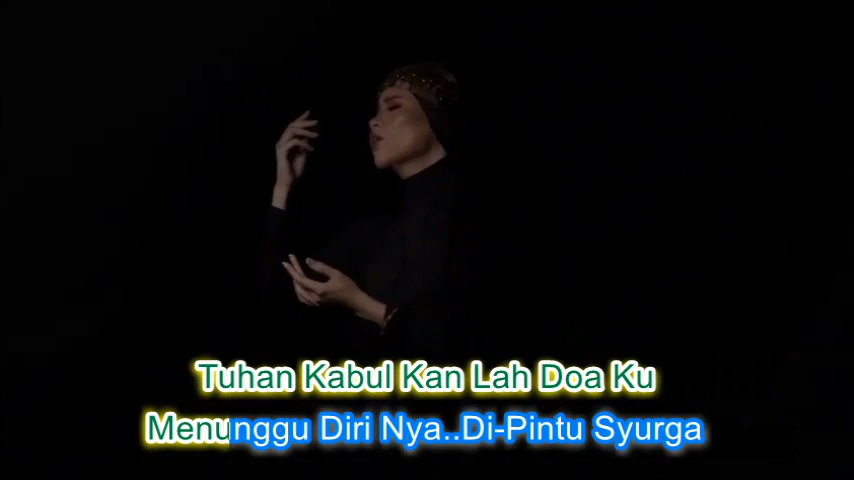 Tuhan Kabul Kan Lah Doa Ku
Menunggu Diri Nya..Di-Pintu Syurga